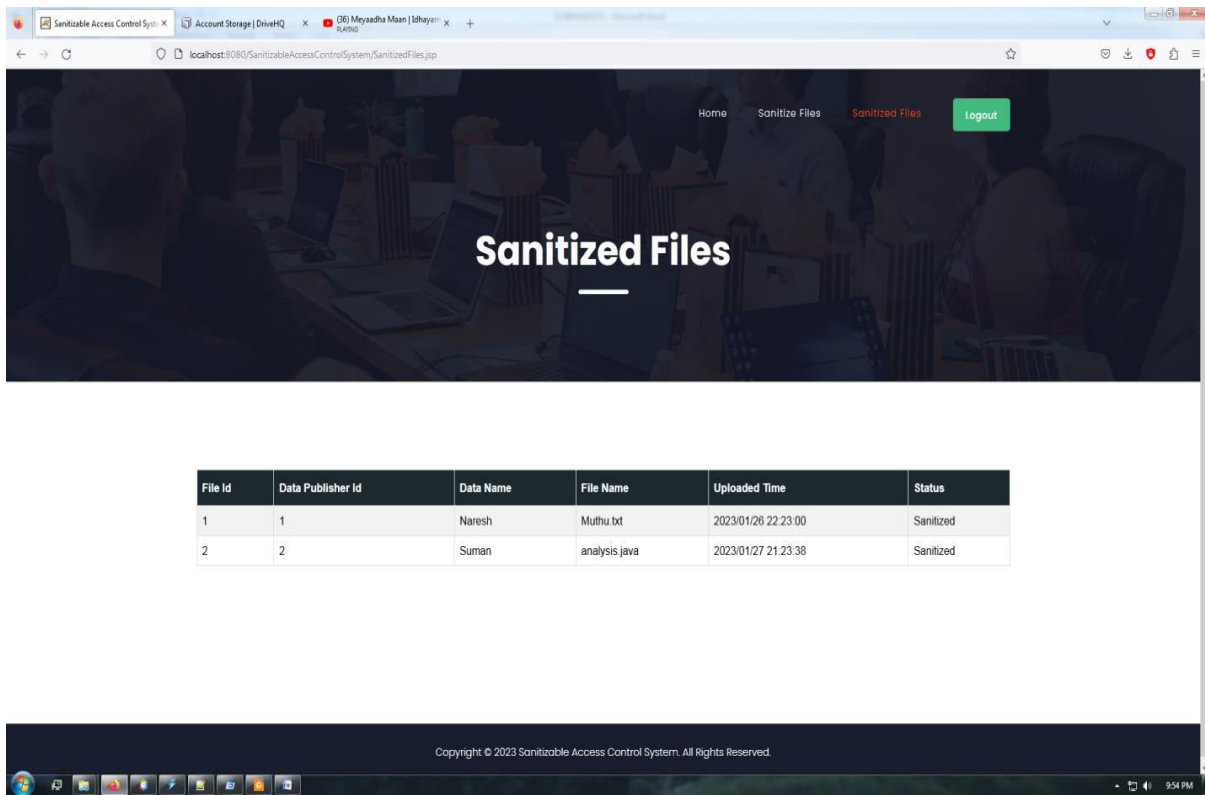 Sanitizable Access Control Syst
Account Storage | DriveHQ
(36) Meyaadha Maan | Idhayam
PLAYING
localhost:8080/SanitizableAccessControlSystem/SanitizedFiles.jsp
Home Sanitize Files Sanitized Files Logout
Sanitized Files
File Id Data Publisher Id Data Name File Name Uploaded Time Status
1 1 Naresh Muthu.txt 2023/01/26 22:23:00 Sanitized
2 2 Suman analysis.java 2023/01/27 21:23:38 Sanitized
Copyright © 2023 Sanitizable Access Control System. All Rights Reserved.
9:54 PM